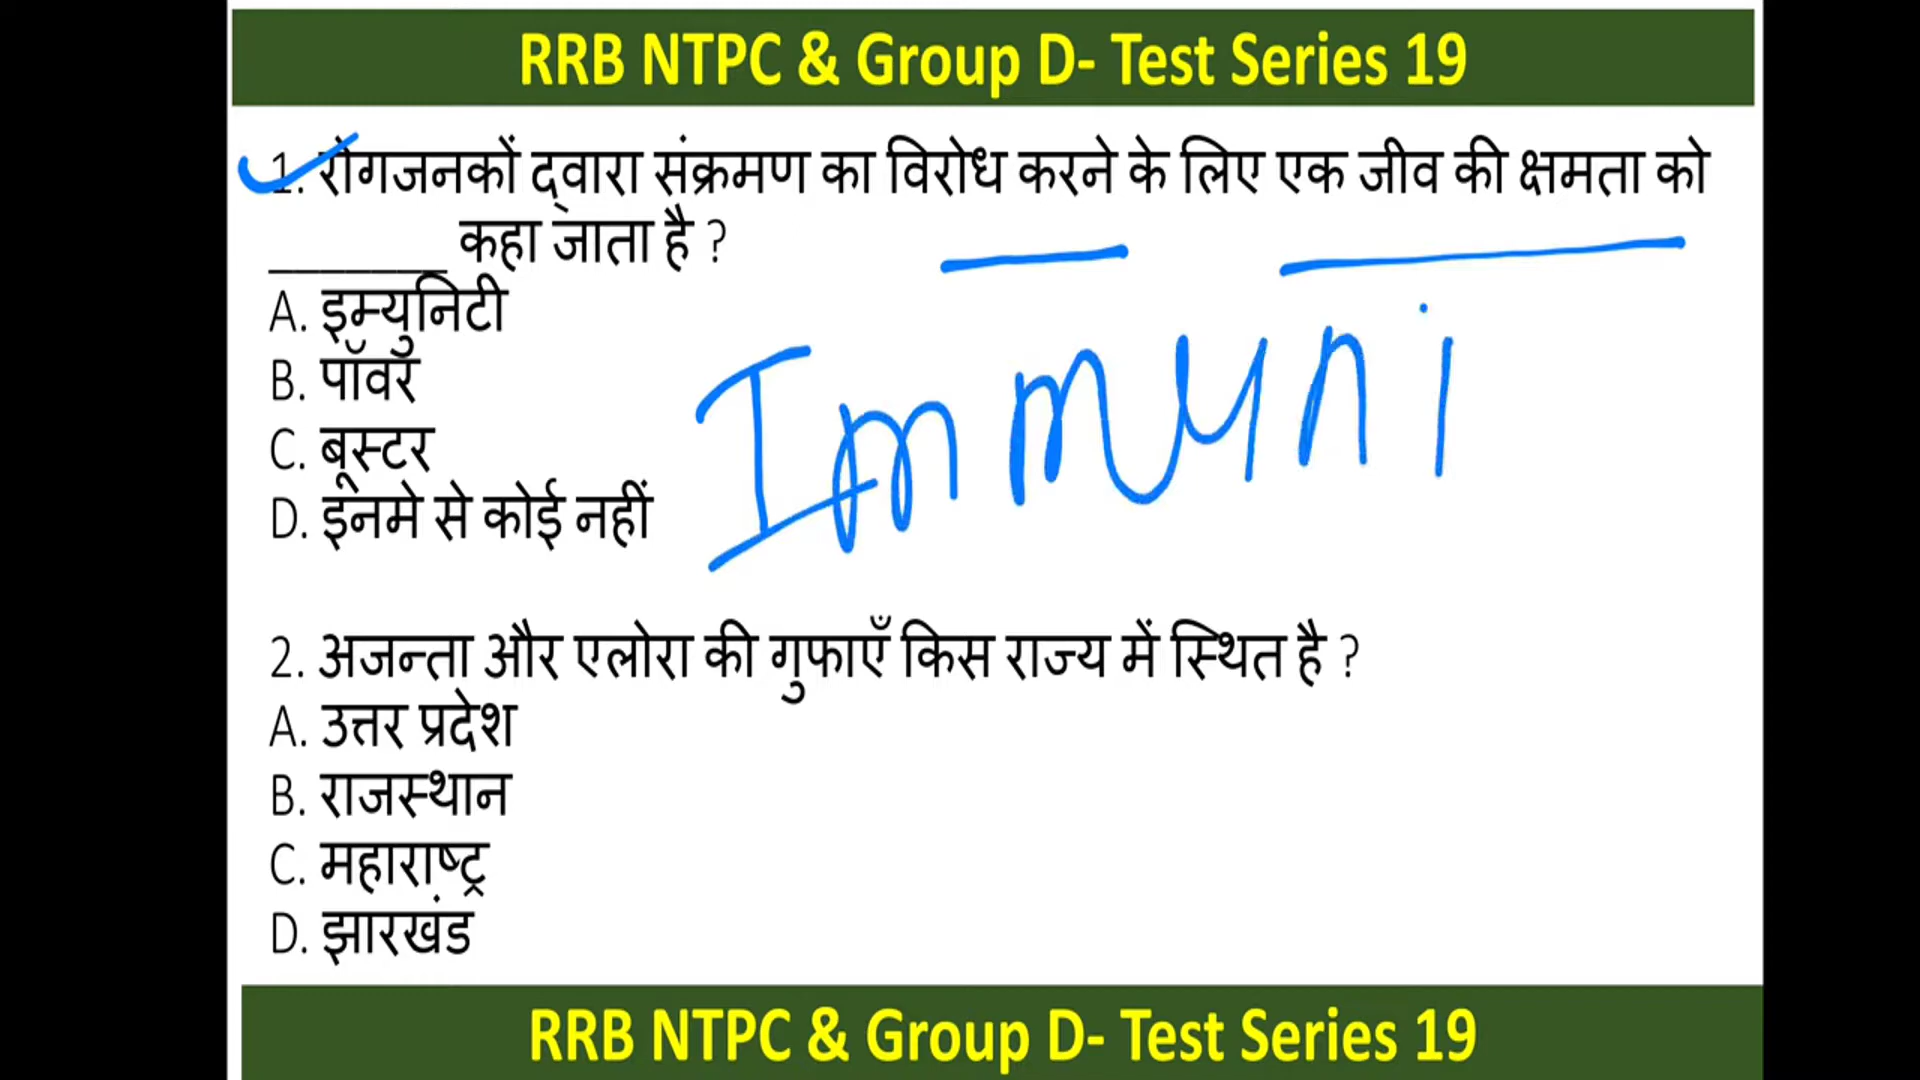 RRB NTPC & Group D- Test Series 19
1. रोगजनकों द्वारा संक्रमण का विरोध करने के लिए एक जीव की क्षमता को
_______ कहा जाता है ?
A. इम्युनिटी
B. पॉवर
C. बूस्टर
D. इनमे से कोई नहीं
Immuni
2. अजन्ता और एलोरा की गुफाएँ किस राज्य में स्थित है ?
A. उत्तर प्रदेश
B. राजस्थान
C. महाराष्ट्र
D. झारखंड
RRB NTPC & Group D- Test Series 19